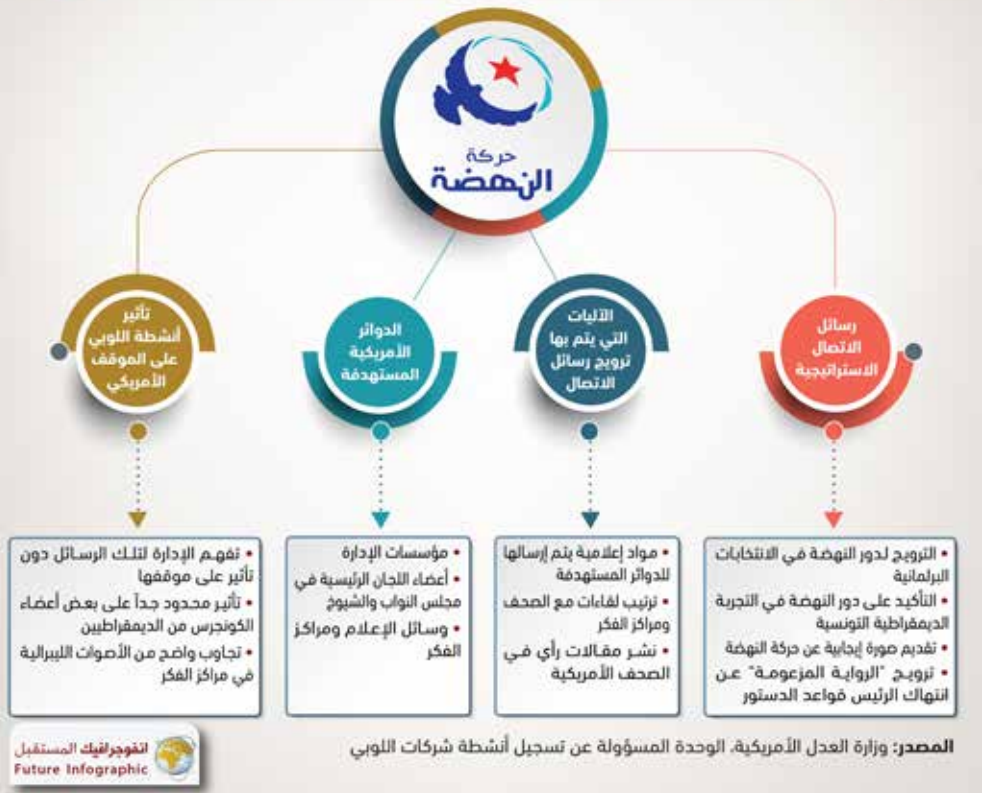 حركة
النهضة
رسائل
الاتصال
الاستراتيجية
الآليات
التي يتم بها
ترويج رسائل
الاتصال
الدوائر
الأمريكية
المستهدفة
تأثير
أنشطة اللوبي
على الموقف
الأمريكي
• الترويج لدور النهضة في الانتخابات
البرلمانية
• التأكيد على دور النهضة في التجربة
الديمقراطية التونسية
• تقديم صورة إيجابية عن حركة النهضة
• ترويج "الرواية المزعومة" عن
انتهاك الرئيس قواعد الدستور
• مواد إعلامية يتم إرسالها
للدوائر المستهدفة
• ترتيب لقاءات مع الصحف
ومراكز الفكر
• نشر مقالات رأي في
الصحف الأمريكية
• مؤسسات الإدارة
• أعضاء اللجان الرئيسية في
مجلس النواب والشيوخ
• وسائل الإعلام ومراكز
الفكر
• تفهم الإدارة لتلك الرسائل دون
تأثير على موقفها
• تأثير محدود جداً على بعض أعضاء
الكونجرس من الديمقراطيين
• تجاوب واضح من الأصوات الليبرالية
في مراكز الفكر
المصدر: وزارة العدل الأمريكية، الوحدة المسؤولة عن تسجيل أنشطة شركات اللوبي
انفوجرافيك المستقبل
Future Infographic